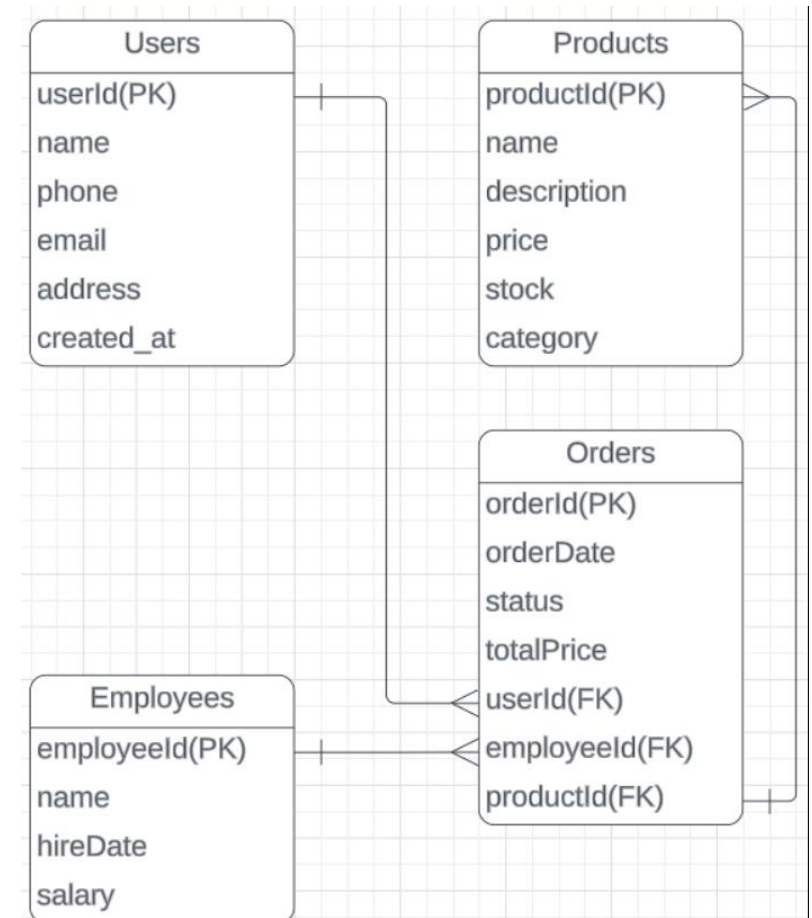 Users
userId(PK)
name
phone
email
address
created_at
Products
productId(PK)
name
description
price
stock
category
Orders
orderId(PK)
orderDate
status
totalPrice
userId(FK)
employeeId(FK)
productId(FK)
Employees
employeeId(PK)
name
hireDate
salary